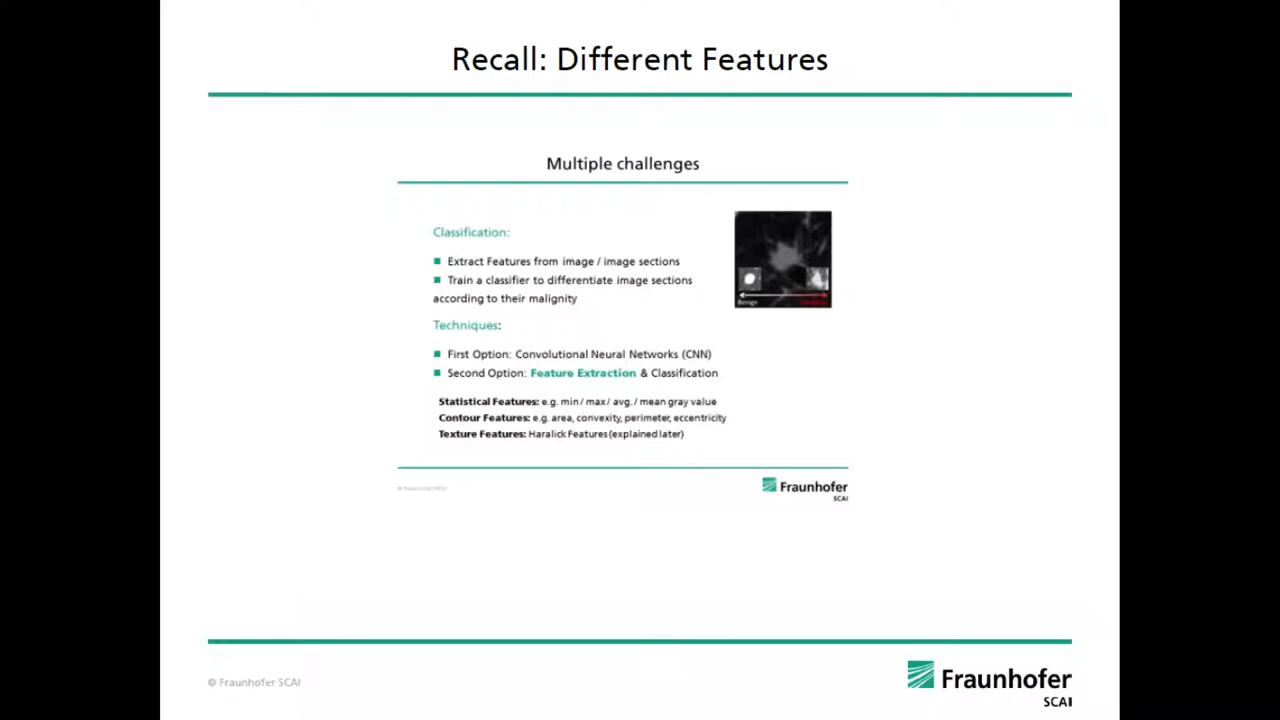 Recall: Different Features
Multiple challenges
Classification:
Extract Features from image / image sections
Train a classifier to differentiate image sections
according to their malignity
Benign
Techniques:
First Option: Convolutional Neural Networks (CNN)
Second Option: Feature Extraction & Classification
Statistical Features: e.g. min / max / avg. / mean gray value
Contour Features: e.g. area, convexity, perimeter, eccentricity
Texture Features: Haralick Features (explained later)
Fraunhofer
SCAI
© Fraunhofer SCAI
Fraunhofer
SCAI